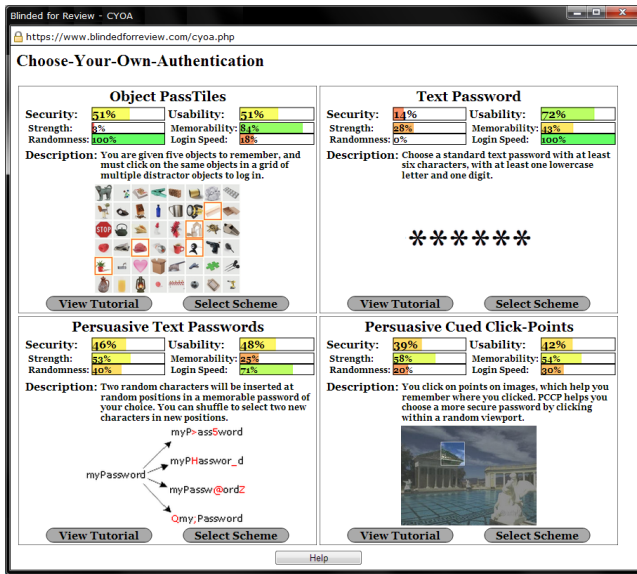 Blinded for Review - CYOA
https://www.blindedforreview.com/cyoa.php
Choose-Your-Own-Authentication
Object PassTiles
Security: 51% Usability: 51%
Strength: 3% Memorability: 84%
Randomness: 100% Login Speed: 18%
Description: You are given five objects to remember, and
must click on the same objects in a grid of
multiple distractor objects to log in.
STOP
View Tutorial Select Scheme
Text Password
Security: 14% Usability: 72%
Strength: 28% Memorability: 43%
Randomness: 0% Login Speed: 100%
Description: Choose a standard text password with at least
six characters, with at least one lowercase
letter and one digit.
******
View Tutorial Select Scheme
Persuasive Text Passwords
Security: 46% Usability: 48%
Strength: 53% Memorability: 25%
Randomness: 40% Login Speed: 71%
Description: Two random characters will be inserted at
random positions in a memorable password of
your choice. You can shuffle to select two new
characters in new positions.
myP>ass5word
myPHasswor_d
myPassword
myPassw@ordZ
Qmy;Password
View Tutorial Select Scheme
Persuasive Cued Click-Points
Security: 39% Usability: 42%
Strength: 58% Memorability: 54%
Randomness: 20% Login Speed: 30%
Description: You click on points on images, which help you
remember where you clicked. PCCP helps you
choose a more secure password by clicking
within a random viewport.
View Tutorial Select Scheme
Help